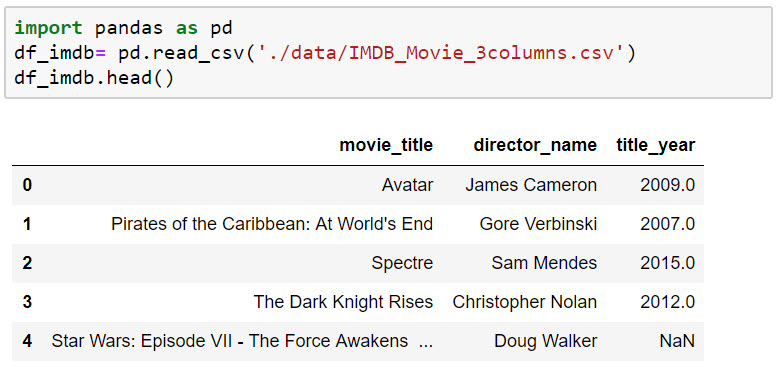 import pandas as pd
df_imdb= pd.read_csv('./data/IMDB_Movie_3columns.csv')
df_imdb.head()
movie_title director_name title_year
0 Avatar James Cameron 2009.0
1 Pirates of the Caribbean: At World's End Gore Verbinski 2007.0
2 Spectre Sam Mendes 2015.0
3 The Dark Knight Rises Christopher Nolan 2012.0
4 Star Wars: Episode VII - The Force Awakens ... Doug Walker NaN